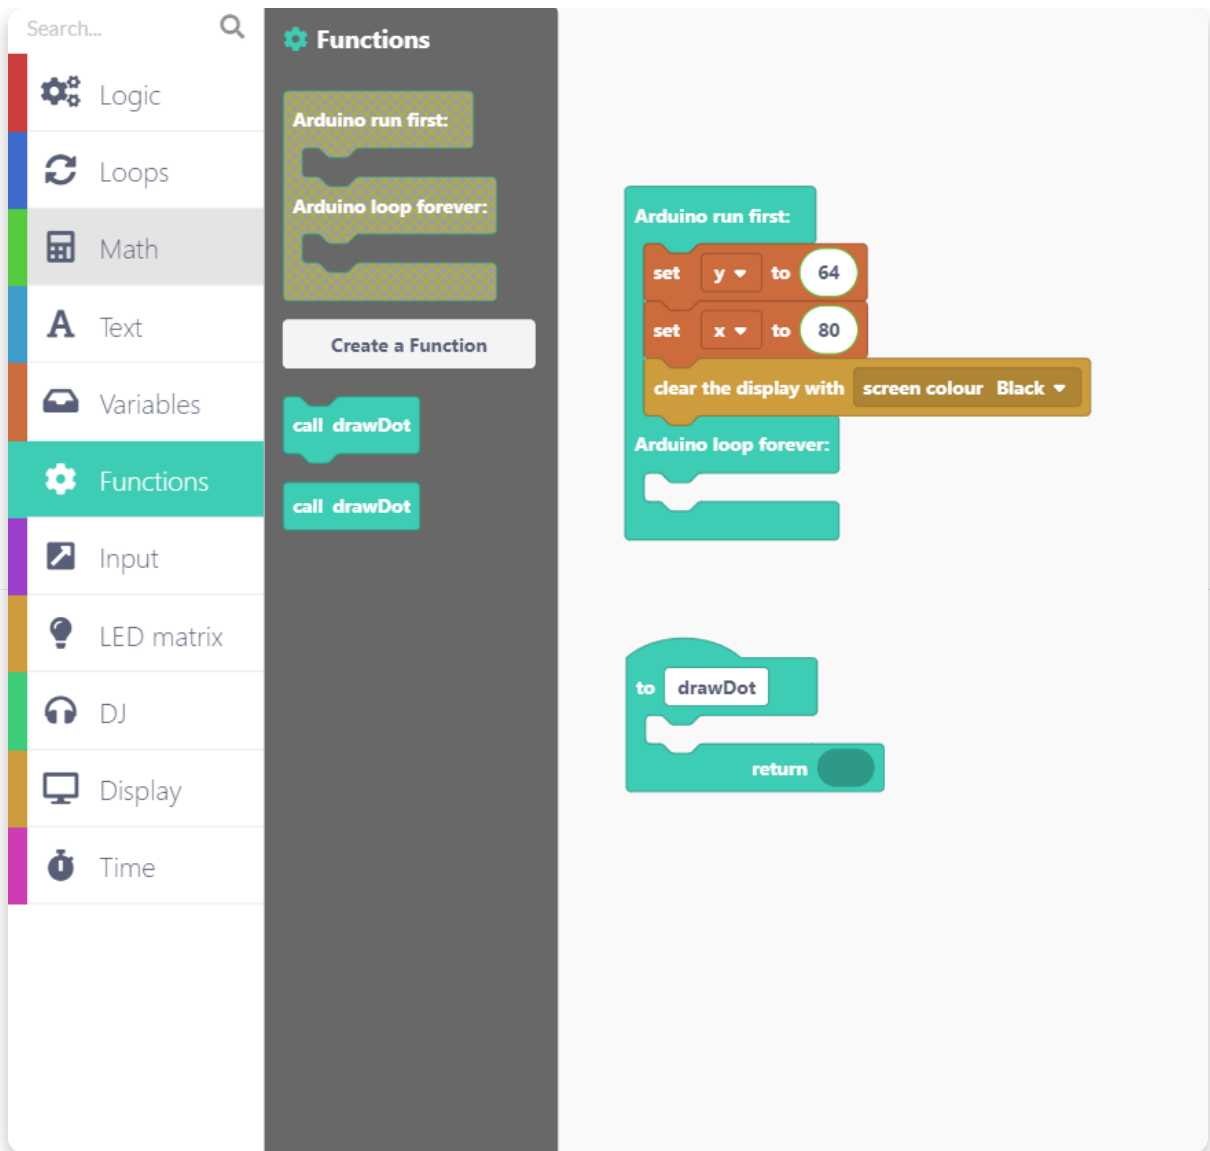 Search...
Logic
Loops
Math
Text
Variables
Functions
Input
LED matrix
DJ
Display
Time
Functions
Arduino run first:
Arduino loop forever:
Create a Function
call drawDot
call drawDot
Arduino run first:
set y to 64
set x to 80
clear the display with screen colour Black
Arduino loop forever:
to drawDot
return